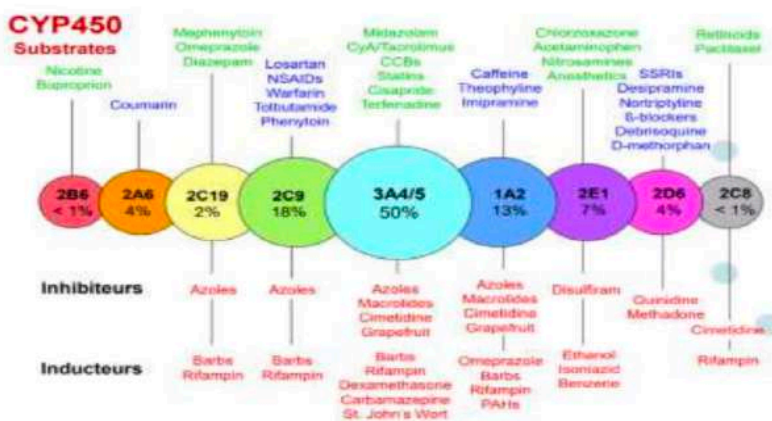 CYP450
Substrates
Nicotine
Buproprion
Coumarin
Mephenytoin
Omeprazole
Diazepam
Losartan
NSAIDs
Warfarin
Tolbutamide
Phenytoin
Midazolam
CyA/Tacrolimus
CCBs
Statins
Cisapride
Terfenadine
Caffeine
Theophyline
Imipramine
Chlorzoxazone
Acetaminophen
Nitrosamines
Anesthetics
SSRIs
Desipramine
Nortriptyline
ß-blockers
Debrisoquine
D-methorphan
Retinoids
Paclitaxel
2B6
< 1%
2A6
4%
2C19
2%
2C9
18%
3A4/5
50%
1A2
13%
2E1
7%
2D6
4%
2C8
< 1%
Inhibiteurs
Azoles
Azoles
Azoles
Macrolides
Cimetidine
Grapefruit
Azoles
Macrolides
Cimetidine
Grapefruit
Disulfiram
Quinidine
Methadone
Cimetidine
Inducteurs
Barbs
Rifampin
Barbs
Rifampin
Barbs
Rifampin
Dexamethasone
Carbamazepine
St. John's Wort
Omeprazole
Barbs
Rifampin
PAHs
Ethanol
Isoniazid
Benzene
Rifampin